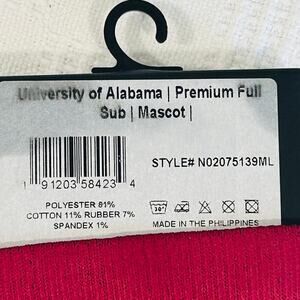 University of Alabama | Premium Full
Sub | Mascot |
STYLE# N02075139ML
1 91203 58423 4
POLYESTER 81%
COTTON 11% RUBBER 7%
SPANDEX 1%
30°
MADE IN THE PHILIPPINES